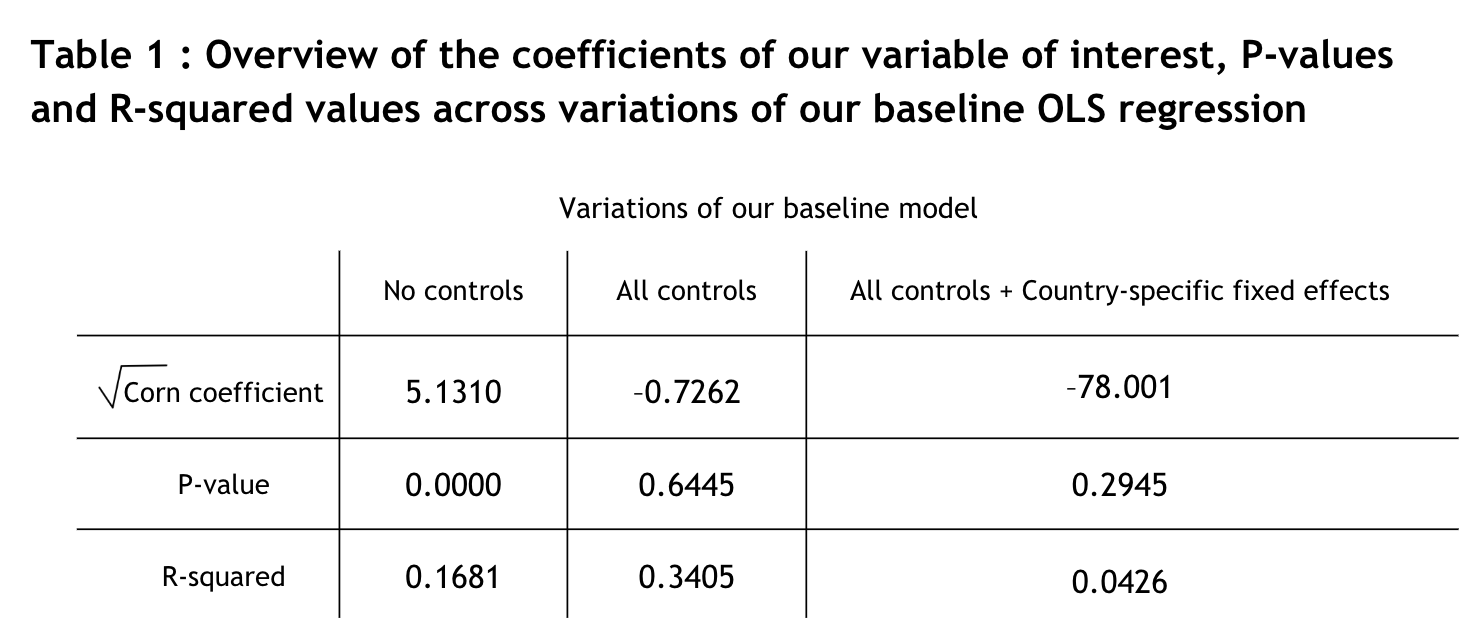 Table 1 : Overview of the coefficients of our variable of interest, P-values
and R-squared values across variations of our baseline OLS regression
Variations of our baseline model
No controls All controls All controls + Country-specific fixed effects
√Corn coefficient 5.1310 -0.7262 -78.001
P-value 0.0000 0.6445 0.2945
R-squared 0.1681 0.3405 0.0426